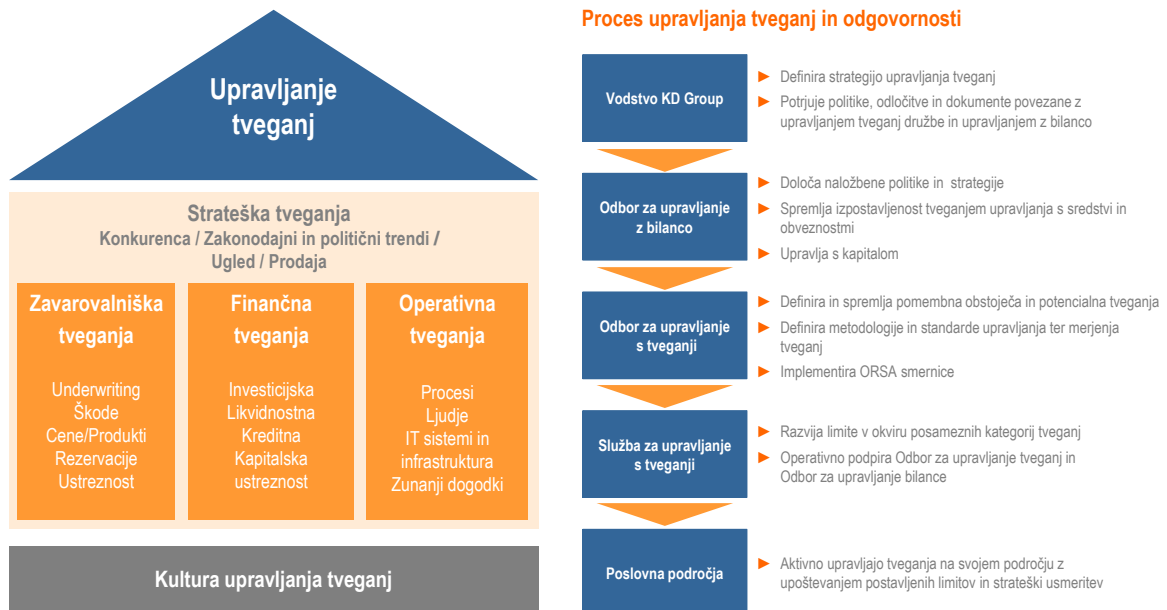 Upravljanje
tveganj
Strateška tveganja
Konkurenca / Zakonodajni in politični trendi /
Ugled / Prodaja
Zavarovalniška
tveganja
Underwriting
Škode
Cene/Produkti
Rezervacije
Ustreznost
Finančna
tveganja
Investicijska
Likvidnostna
Kreditna
Kapitalska
ustreznost
Operativna
tveganja
Procesi
Ljudje
IT sistemi in
infrastruktura
Zunanji dogodki
Kultura upravljanja tveganj
Proces upravljanja tveganj in odgovornosti
Vodstvo KD Group
Definira strategijo upravljanja tveganj
Potrjuje politike, odločitve in dokumente povezane z
upravljanjem tveganj družbe in upravljanjem z bilanco
Odbor za upravljanje
z bilanco
Določa naložbene politike in strategije
Spremlja izpostavljenost tveganjem upravljanja s sredstvi in
obveznostmi
Upravlja s kapitalom
Odbor za upravljanje
s tveganji
Definira in spremlja pomembna obstoječa in potencialna tveganja
Definira metodologije in standarde upravljanja ter merjenja
tveganj
Implementira ORSA smernice
Služba za upravljanje
s tveganji
Razvija limite v okviru posameznih kategorij tveganj
Operativno podpira Odbor za upravljanje tveganj in
Odbor za upravljanje bilance
Poslovna področja
Aktivno upravljajo tveganja na svojem področju z
upoštevanjem postavljenih limitov in strateški usmeritev